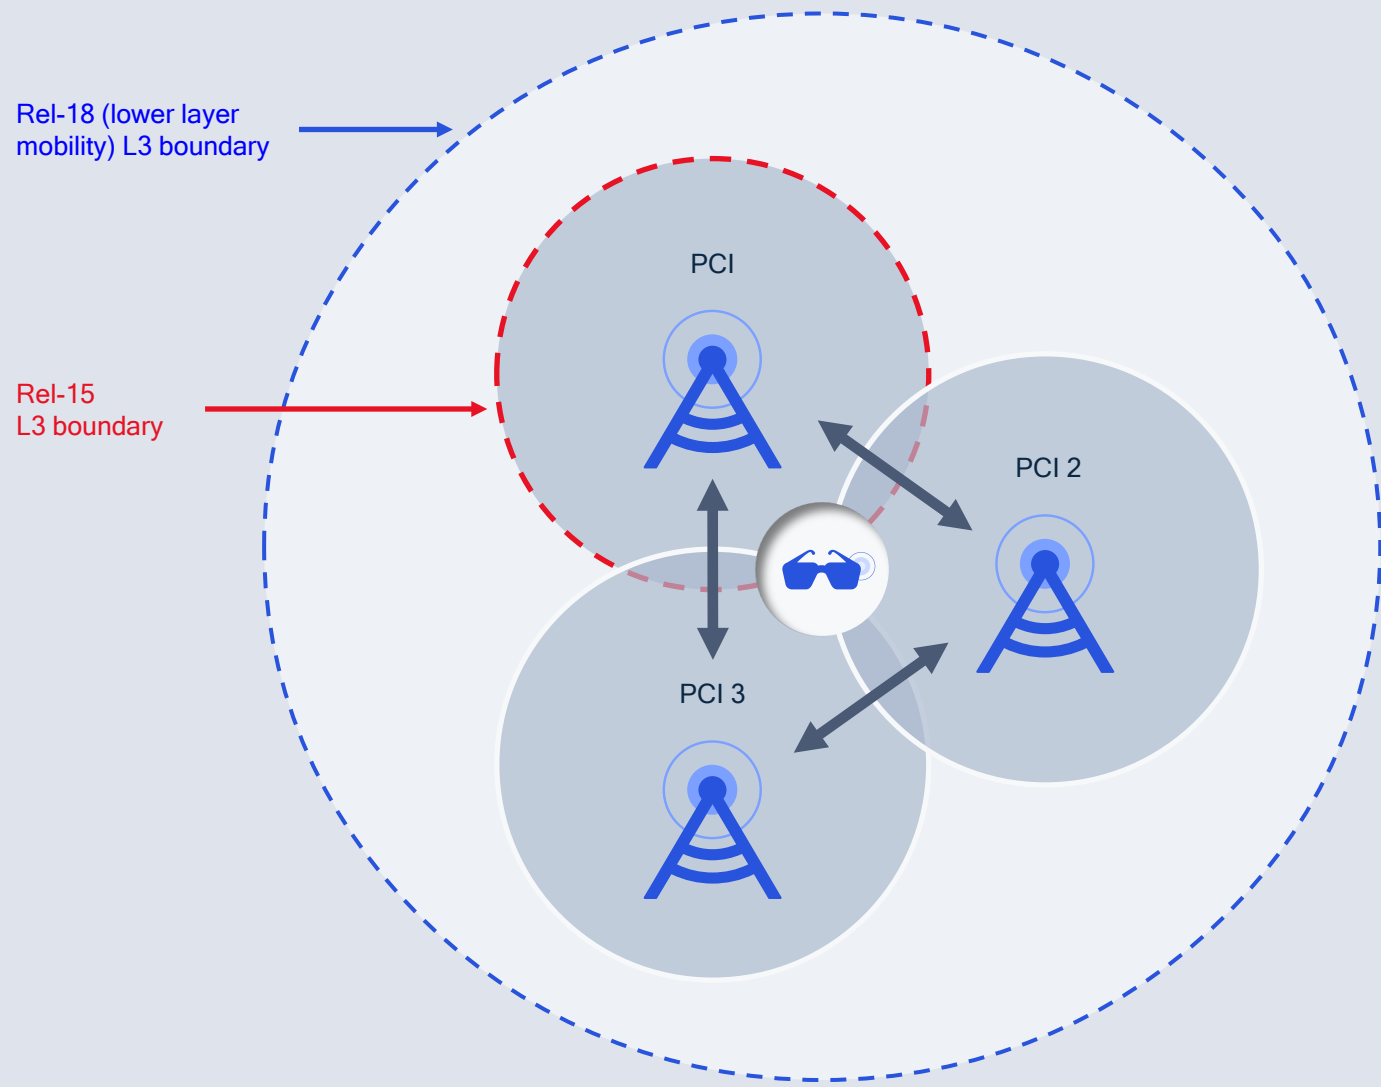 Rel-18 (lower layer
mobility) L3 boundary
PCI
Rel-15
L3 boundary
PCI 2
PCI 3